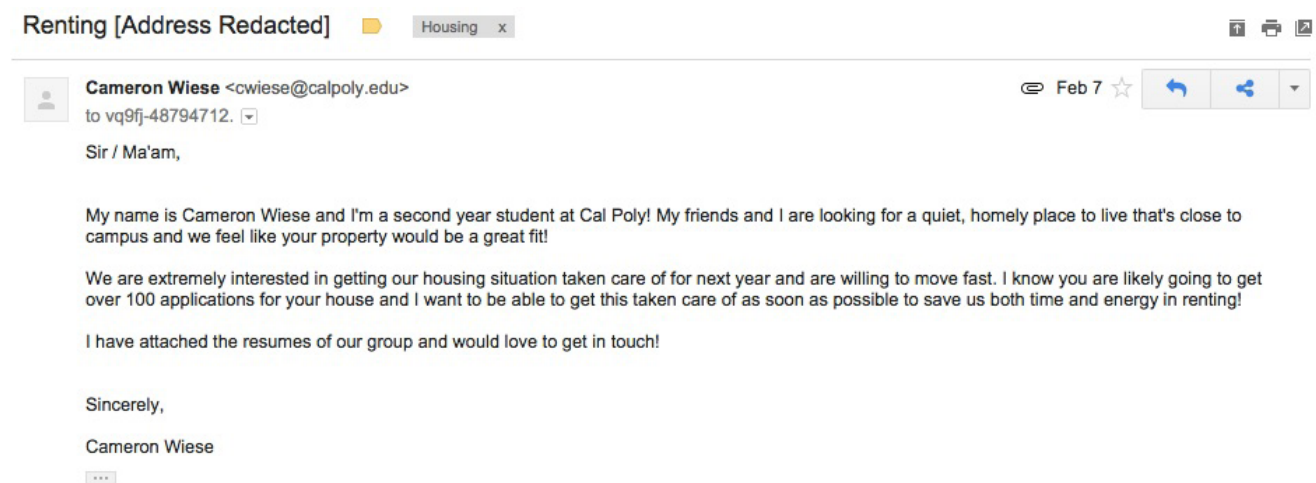 Renting [Address Redacted] Housing x
Cameron Wiese <cwiese@calpoly.edu> Feb 7
to vq9fj-48794712.
Sir / Ma'am,
My name is Cameron Wiese and I'm a second year student at Cal Poly! My friends and I are looking for a quiet, homely place to live that's close to
campus and we feel like your property would be a great fit!
We are extremely interested in getting our housing situation taken care of for next year and are willing to move fast. I know you are likely going to get
over 100 applications for your house and I want to be able to get this taken care of as soon as possible to save us both time and energy in renting!
I have attached the resumes of our group and would love to get in touch!
Sincerely,
Cameron Wiese
...